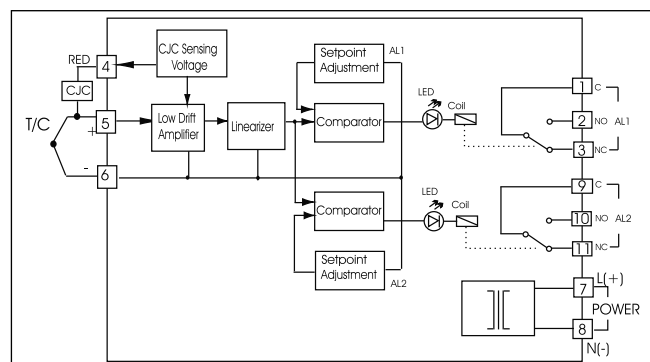 RED
4
CJC
T/C
+
5
-
6
CJC Sensing
Voltage
Low Drift
Amplifier
Linearizer
Setpoint
Adjustment
AL1
Comparator
LED
Coil
Comparator
LED
Coil
Setpoint
Adjustment
AL2
1 C
2 NO AL1
3 NC
9 C
10 NO AL2
11 NC
7 L(+)
POWER
8
N(-)